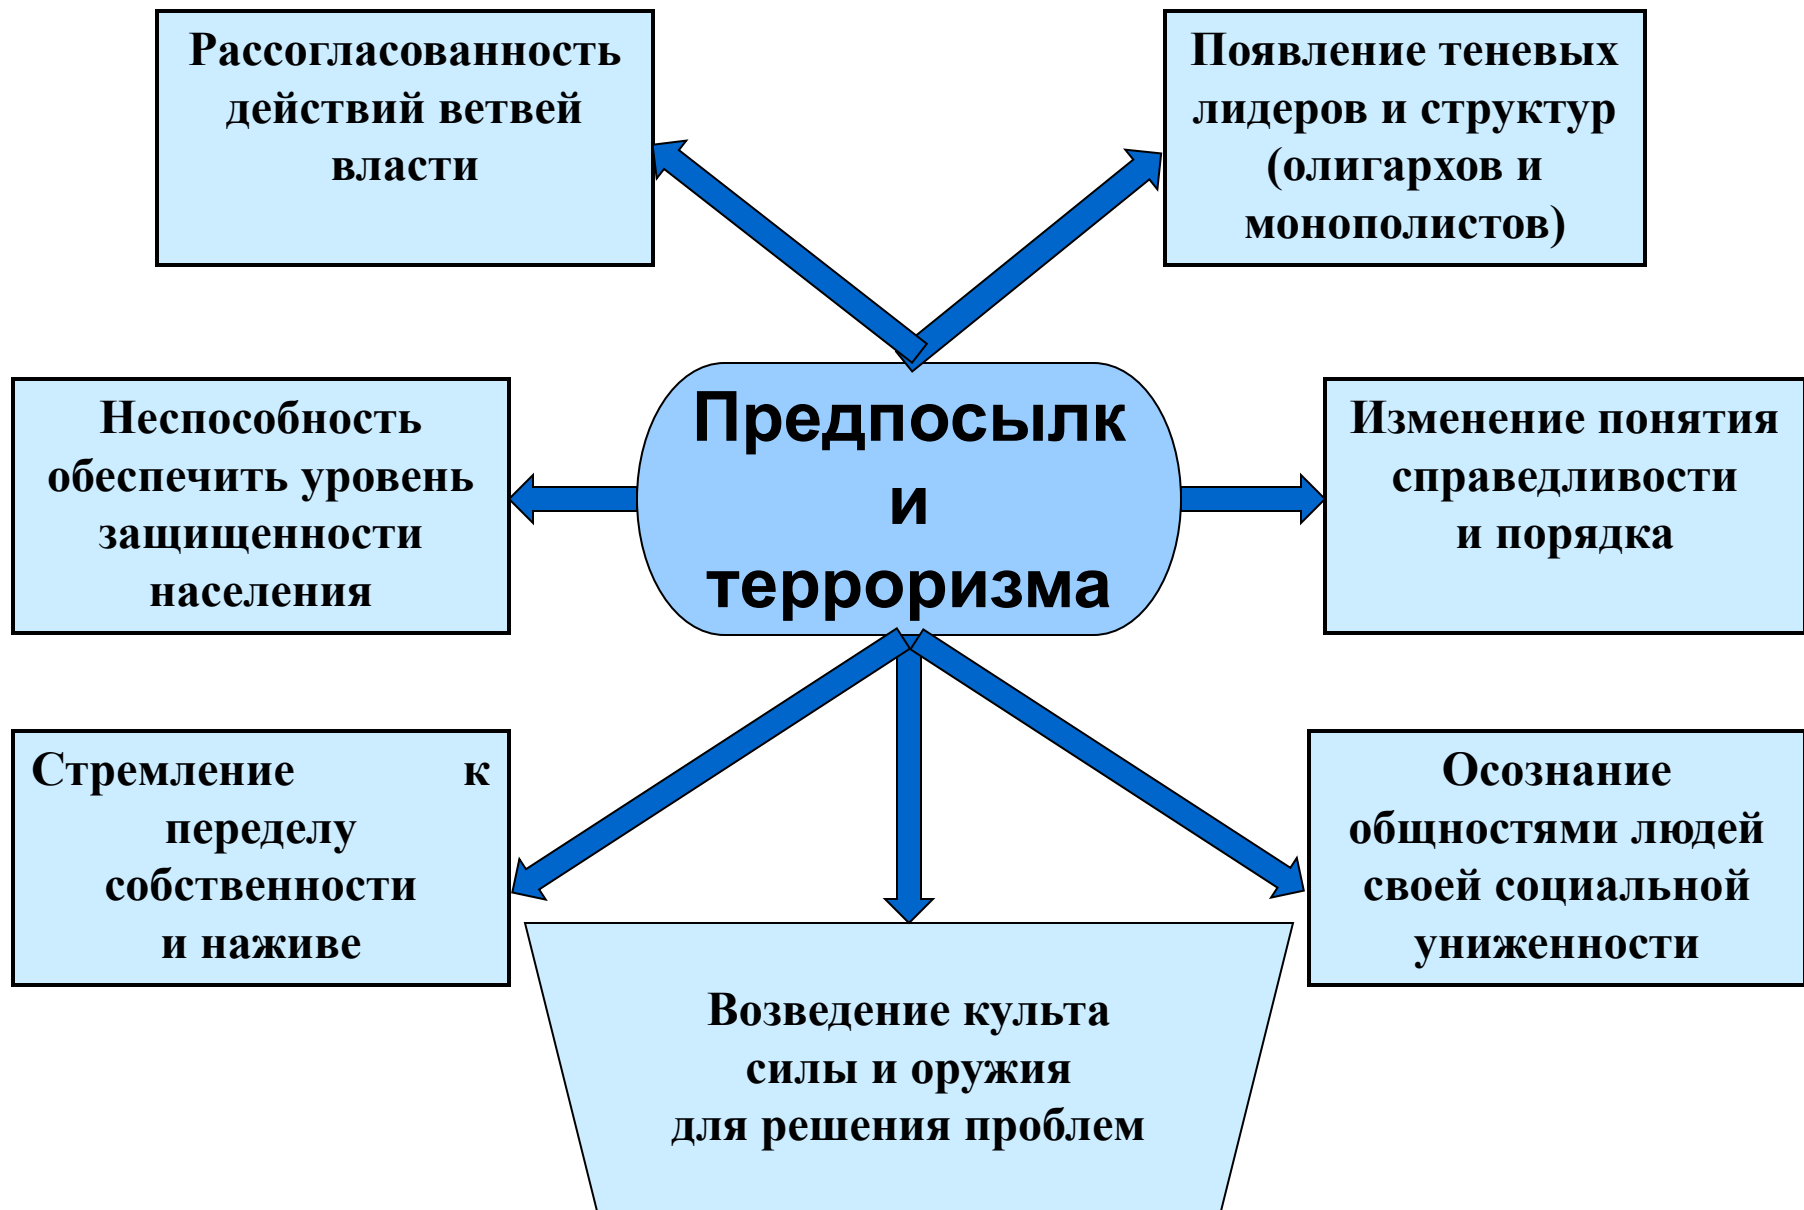 Рассогласованность
действий ветвей
власти
Появление теневых
лидеров и структур
(олигархов и
монополистов)
Неспособность
обеспечить уровень
защищенности
населения
Предпосылк
и
терроризма
Изменение понятия
справедливости
и порядка
Стремление к
переделу
собственности
и наживе
Возведение культа
силы и оружия
для решения проблем
Осознание
общностями людей
своей социальной
униженности